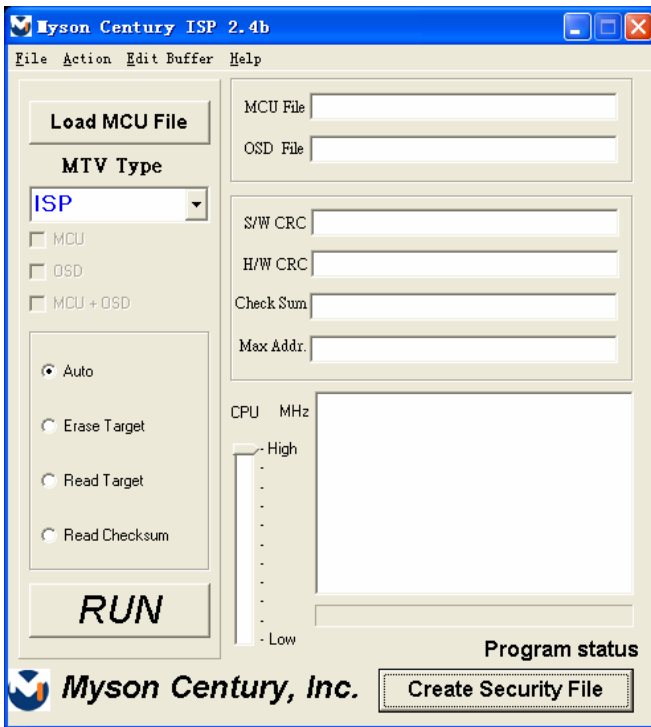 Myson Century ISP 2.4b
File Action Edit Buffer Help
Load MCU File
MTV Type
ISP
MCU
OSD
MCU + OSD
Auto
Erase Target
Read Target
Read Checksum
RUN
MCU File
OSD File
S/W CRC
H/W CRC
Check Sum
Max Addr.
CPU MHz
High
Low
Program status
Myson Century, Inc.
Create Security File